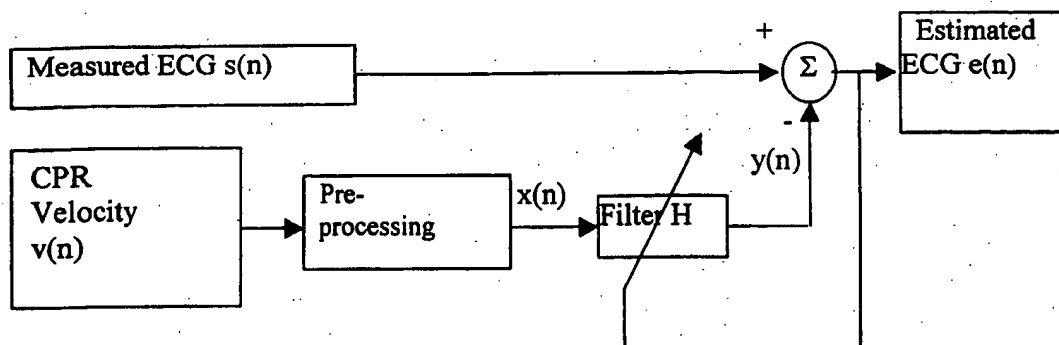 Measured ECG s(n)
+
Σ
Estimated
ECG e(n)
-
y(n)
CPR
Velocity
v(n)
Pre-
processing
x(n)
Filter H